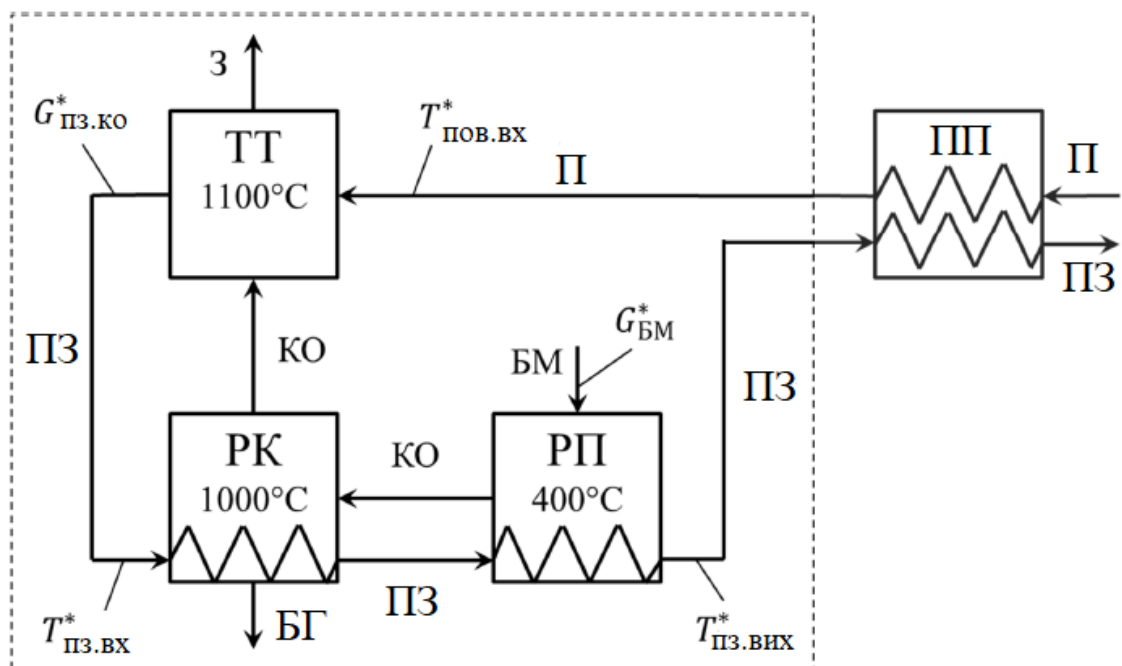 З
G*пз.ко
ТТ
1100°C
T*пов.вх
П
ПП
П
ПЗ
ПЗ
КО
БМ
G*БМ
ПЗ
РК
1000°C
КО
РП
400°C
T*пз.вх
БГ
ПЗ
T*пз.вих